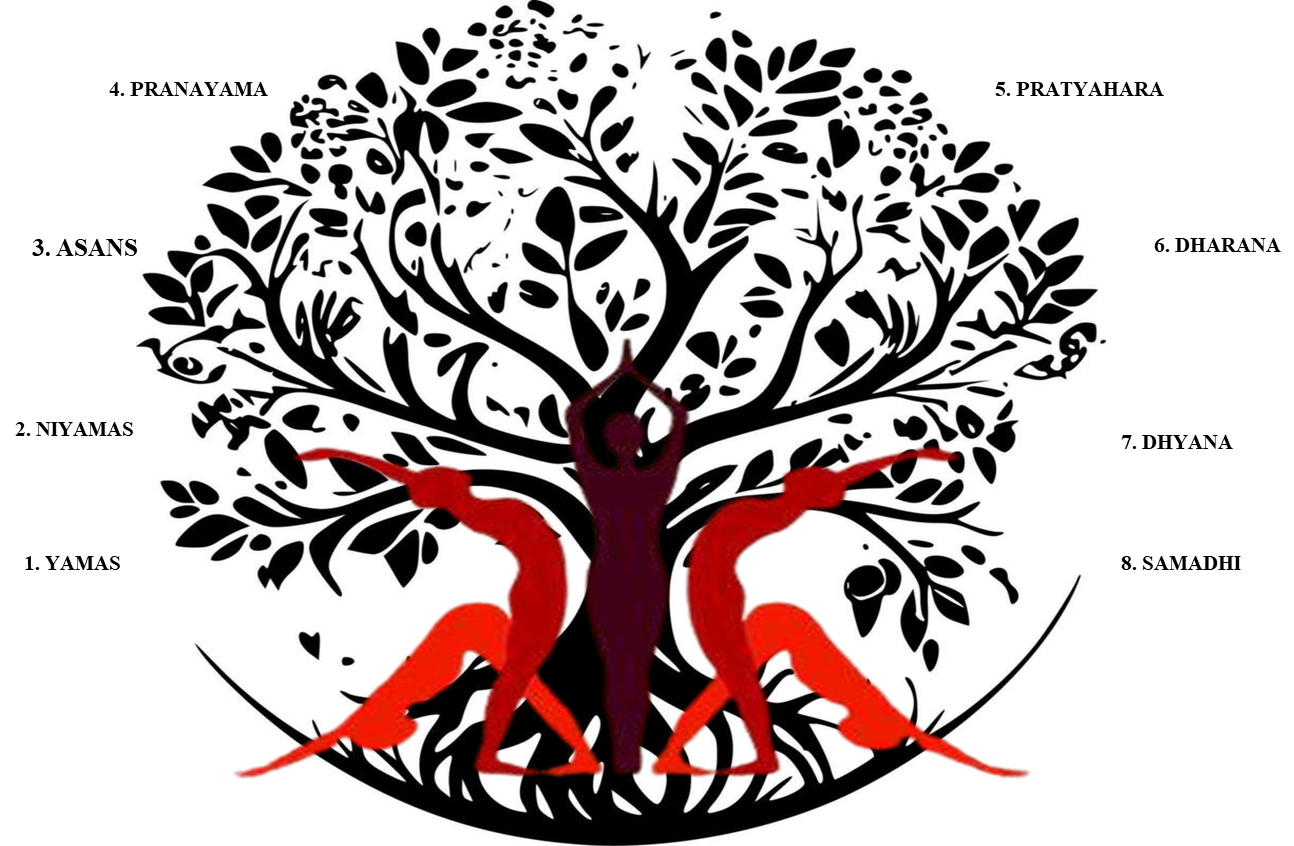 4. PRANAYAMA
5. PRATYAHARA
3. ASANS
6. DHARANA
2. NIYAMAS
7. DHYANA
1. YAMAS
8. SAMADHI